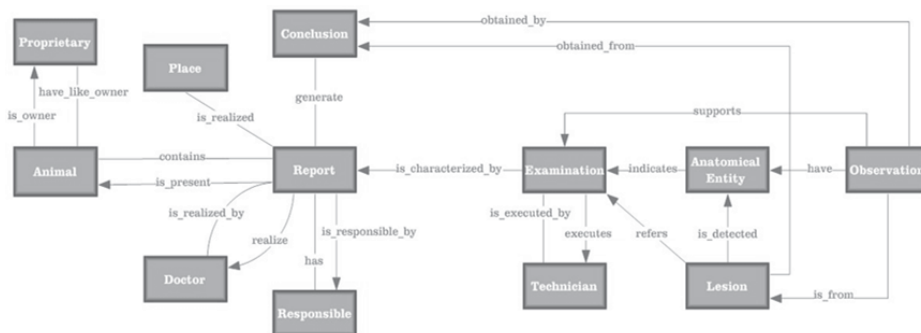 obtained_by
Conclusion
Proprietary
obtained_from
Place
have_like_owner
generate
is_owner
is_realized
supports
contains
Animal
Report
is_characterized_by
Examination
indicates
Anatomical
Entity
have
Observation
is_present
is_realized_by
is_executed_by
realize
is_responsible_by
executes
refers
is_detected
has
Doctor
Technician
Lesion
is_from
Responsible